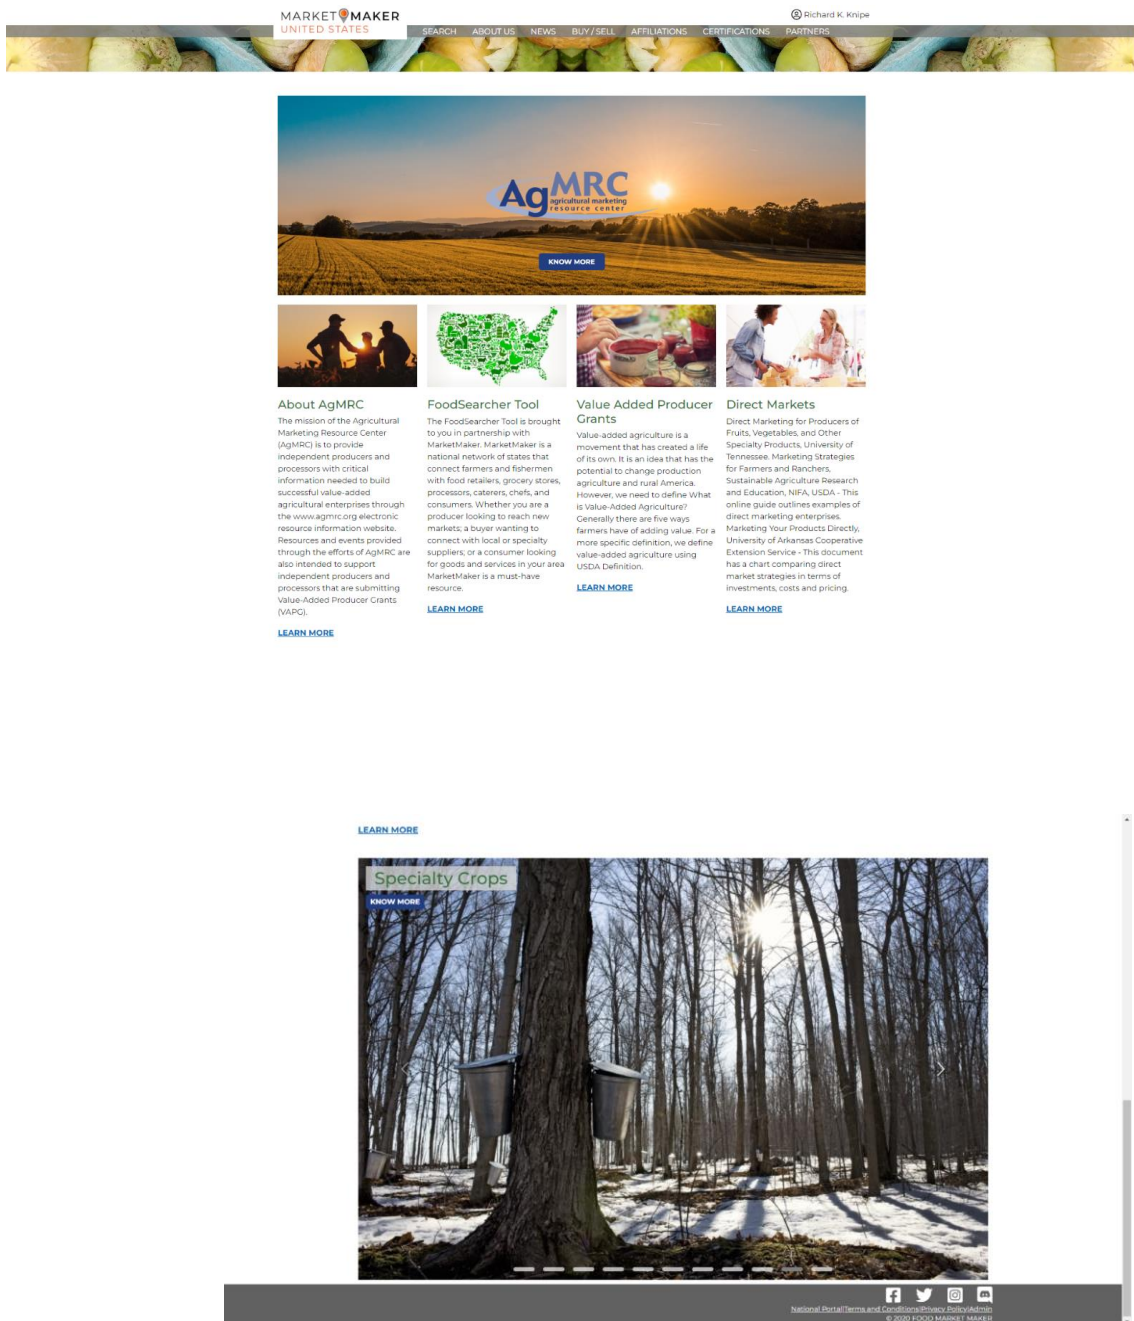 MARKET MAKER
UNITED STATES
Richard K. Knipe
SEARCH ABOUT US NEWS BUY / SELL AFFILIATIONS CERTIFICATIONS PARTNERS
AgMRC
agricultural marketing
resource center
KNOW MORE
About AgMRC
The mission of the Agricultural
Marketing Resource Center
(AgMRC) is to provide
independent producers and
processors with critical
information needed to build
successful value-added
agricultural enterprises through
the www.agmrc.org electronic
resource information website.
Resources and events provided
through the efforts of AgMRC are
also intended to support
independent producers and
processors that are submitting
Value-Added Producer Grants
(VAPG).
LEARN MORE
FoodSearcher Tool
The FoodSearcher Tool is brought
to you in partnership with
MarketMaker. MarketMaker is a
national network of states that
connect farmers and fishermen
with food retailers, grocery stores,
processors, caterers, chefs, and
consumers. Whether you are a
producer looking to reach new
markets; a buyer wanting to
connect with local or specialty
suppliers; or a consumer looking
for goods and services in your area
MarketMaker is a must-have
resource.
LEARN MORE
Value Added Producer
Grants
Value-added agriculture is a
movement that has created a life
of its own. It is an idea that has the
potential to change production
agriculture and rural America.
However, we need to define What
is Value-Added Agriculture?
Generally there are five ways
farmers have of adding value. For a
more specific definition, we define
value-added agriculture using
USDA Definition.
LEARN MORE
Direct Markets
Direct Marketing for Producers of
Fruits, Vegetables, and Other
Specialty Products, University of
Tennessee. Marketing Strategies
for Farmers and Ranchers,
Sustainable Agriculture Research
and Education, NIFA, USDA - This
online guide outlines examples of
direct marketing enterprises.
Marketing Your Products Directly,
University of Arkansas Cooperative
Extension Service - This document
has a chart comparing direct
market strategies in terms of
investments, costs and pricing.
LEARN MORE
LEARN MORE
Specialty Crops
KNOW MORE
National Portal|Terms and Conditions|Privacy Policy|Admin
© 2020 FOOD MARKET MAKER